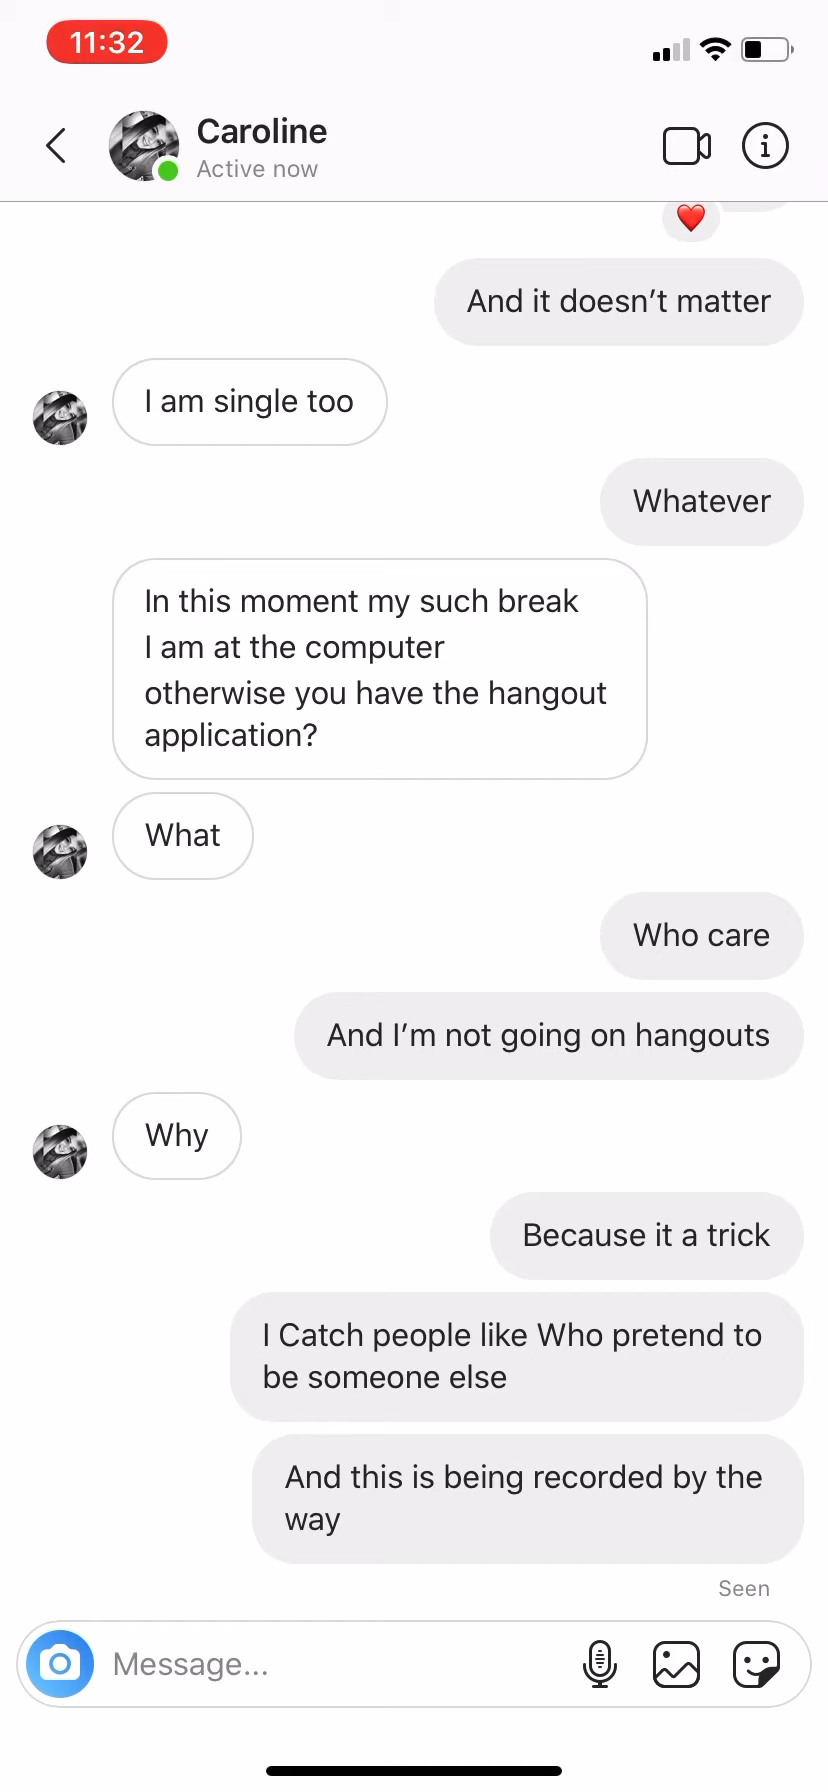 11:32
Caroline
Active now
And it doesn’t matter
I am single too
Whatever
In this moment my such break
I am at the computer
otherwise you have the hangout
application?
What
Who care
And I’m not going on hangouts
Why
Because it a trick
I Catch people like Who pretend to
be someone else
And this is being recorded by the
way
Seen
Message...